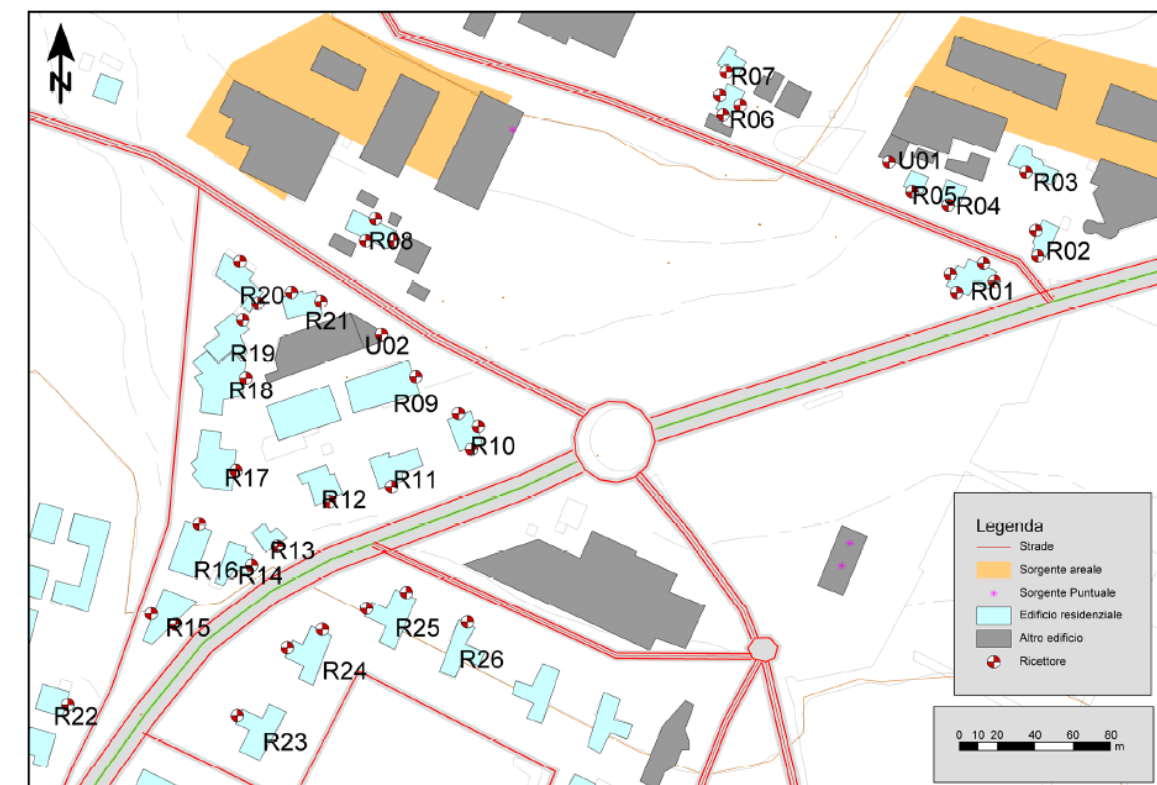 N
R07
R06
U01
R03
R05
R04
R02
R08
R01
R20
R21
U02
R19
R18
R09
R10
R17
R12
R11
R13
R16
R14
R15
R25
R24
R26
R22
R23
Legenda
Strade
Sorgente areale
Sorgente Puntuale
Edificio residenziale
Altro edificio
Ricettore
0 10 20 40 60 80
m